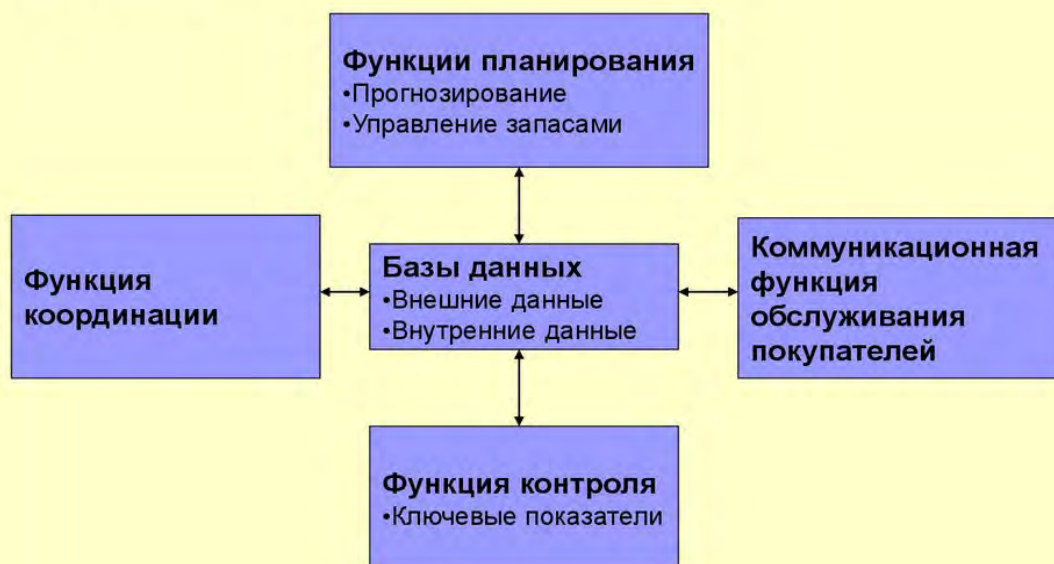 Функции планирования
•Прогнозирование
•Управление запасами
Функция
координации
Базы данных
•Внешние данные
•Внутренние данные
Коммуникационная
функция
обслуживания
покупателей
Функция контроля
•Ключевые показатели